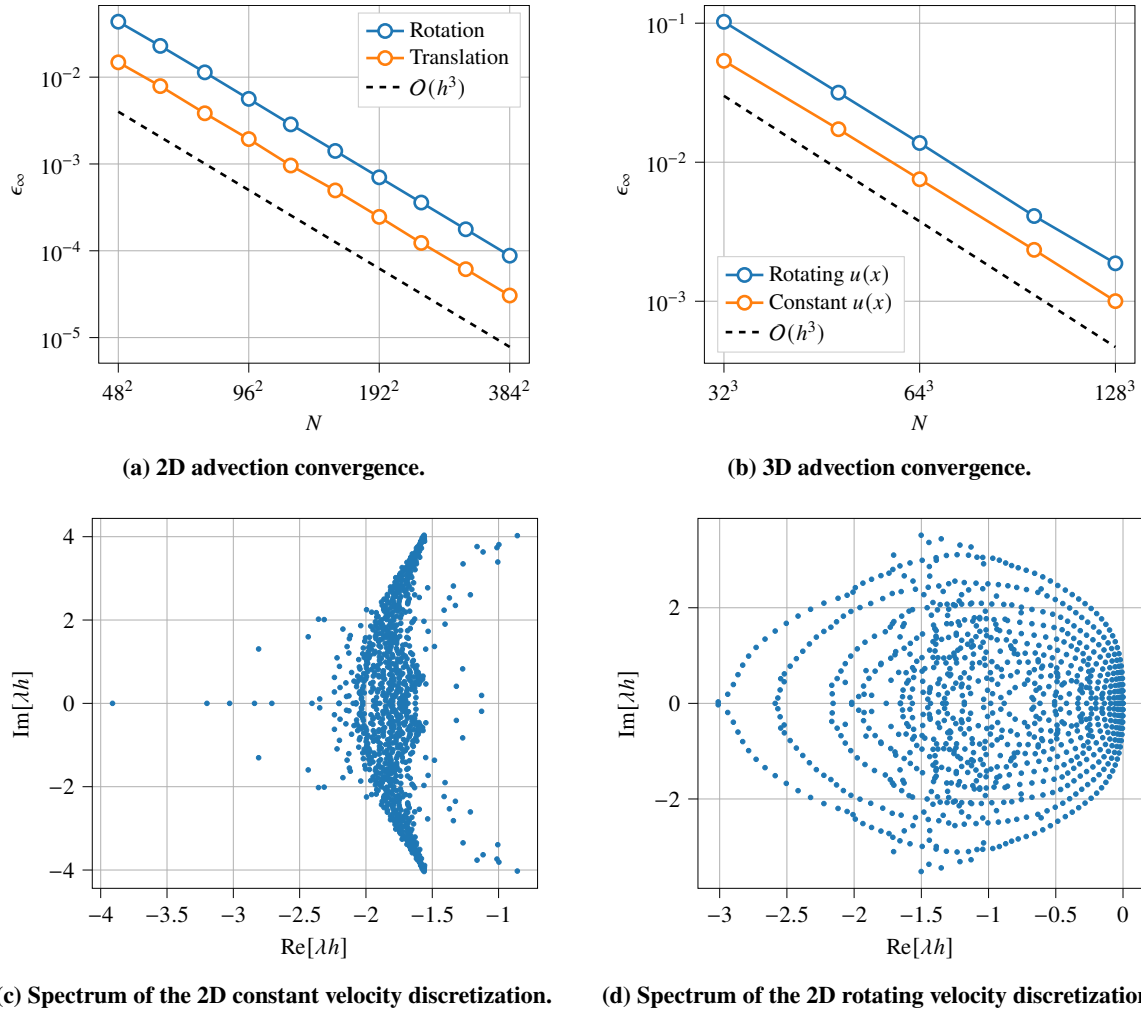 10⁻²
10⁻³
10⁻⁴
10⁻⁵
ϵ∞
Rotation
Translation
O(h³)
48² 96² 192² 384²
N
(a) 2D advection convergence.
10⁻¹
10⁻²
10⁻³
ϵ∞
Rotating u(x)
Constant u(x)
O(h³)
32³ 64³ 128³
N
(b) 3D advection convergence.
4
2
0
−2
−4
Im[λh]
−4 −3.5 −3 −2.5 −2 −1.5 −1
Re[λh]
(c) Spectrum of the 2D constant velocity discretization.
2
0
−2
Im[λh]
−3 −2.5 −2 −1.5 −1 −0.5 0
Re[λh]
(d) Spectrum of the 2D rotating velocity discretization